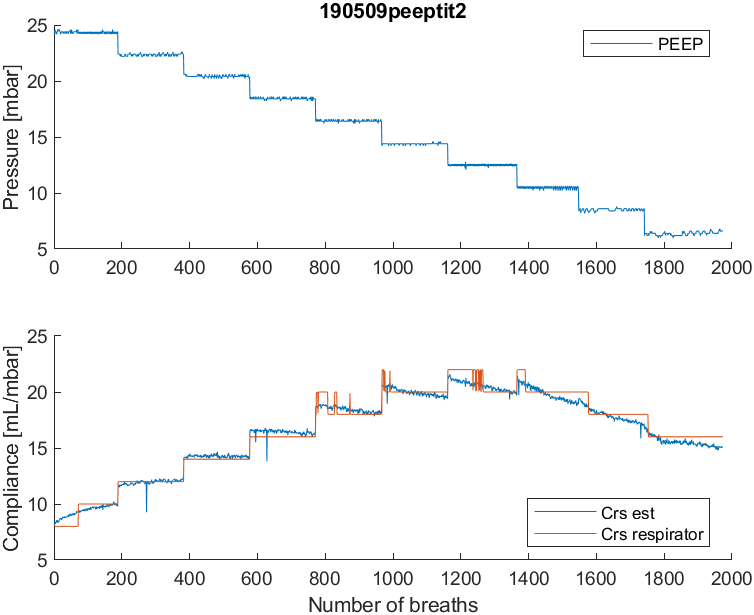 190509peeptit2
25
20
15
10
5
Pressure [mbar]
PEEP
0 200 400 600 800 1000 1200 1400 1600 1800 2000
25
20
15
10
5
Compliance [mL/mbar]
Crs est
Crs respirator
0 200 400 600 800 1000 1200 1400 1600 1800 2000
Number of breaths